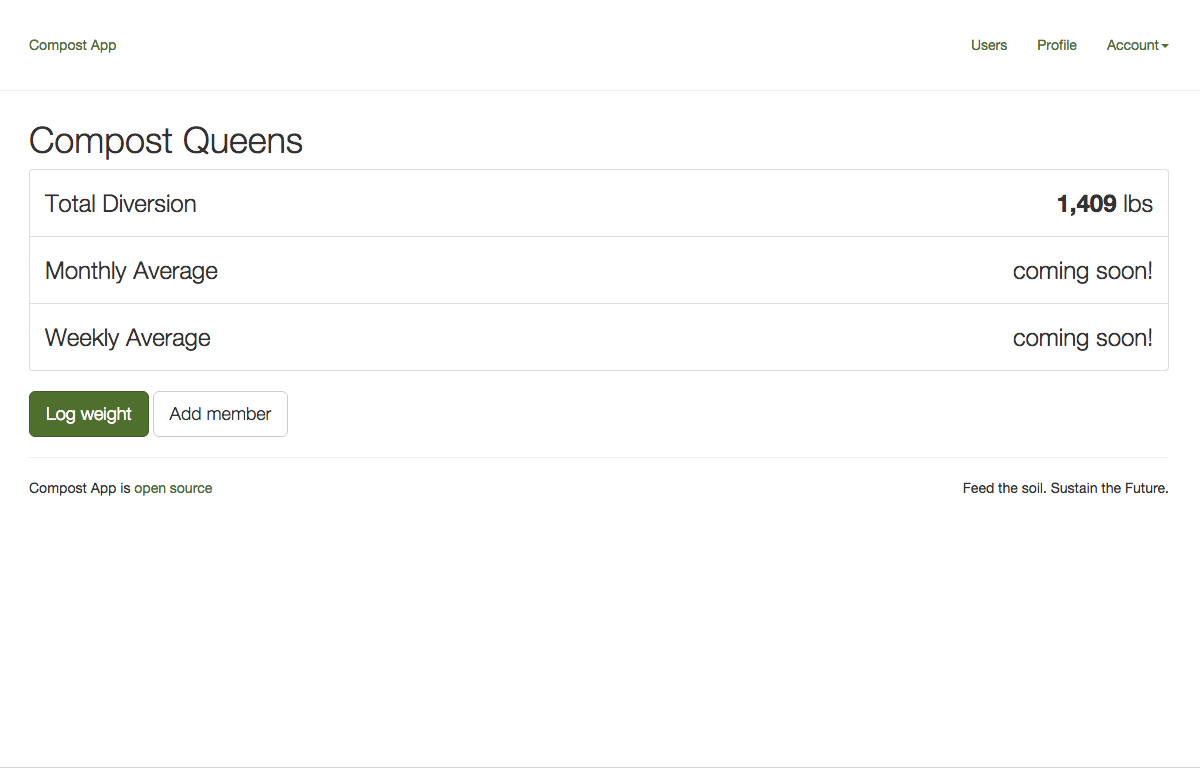 Compost App Users Profile Account
Compost Queens
Total Diversion 1,409 lbs
Monthly Average coming soon!
Weekly Average coming soon!
Log weight Add member
Compost App is open source Feed the soil. Sustain the Future.